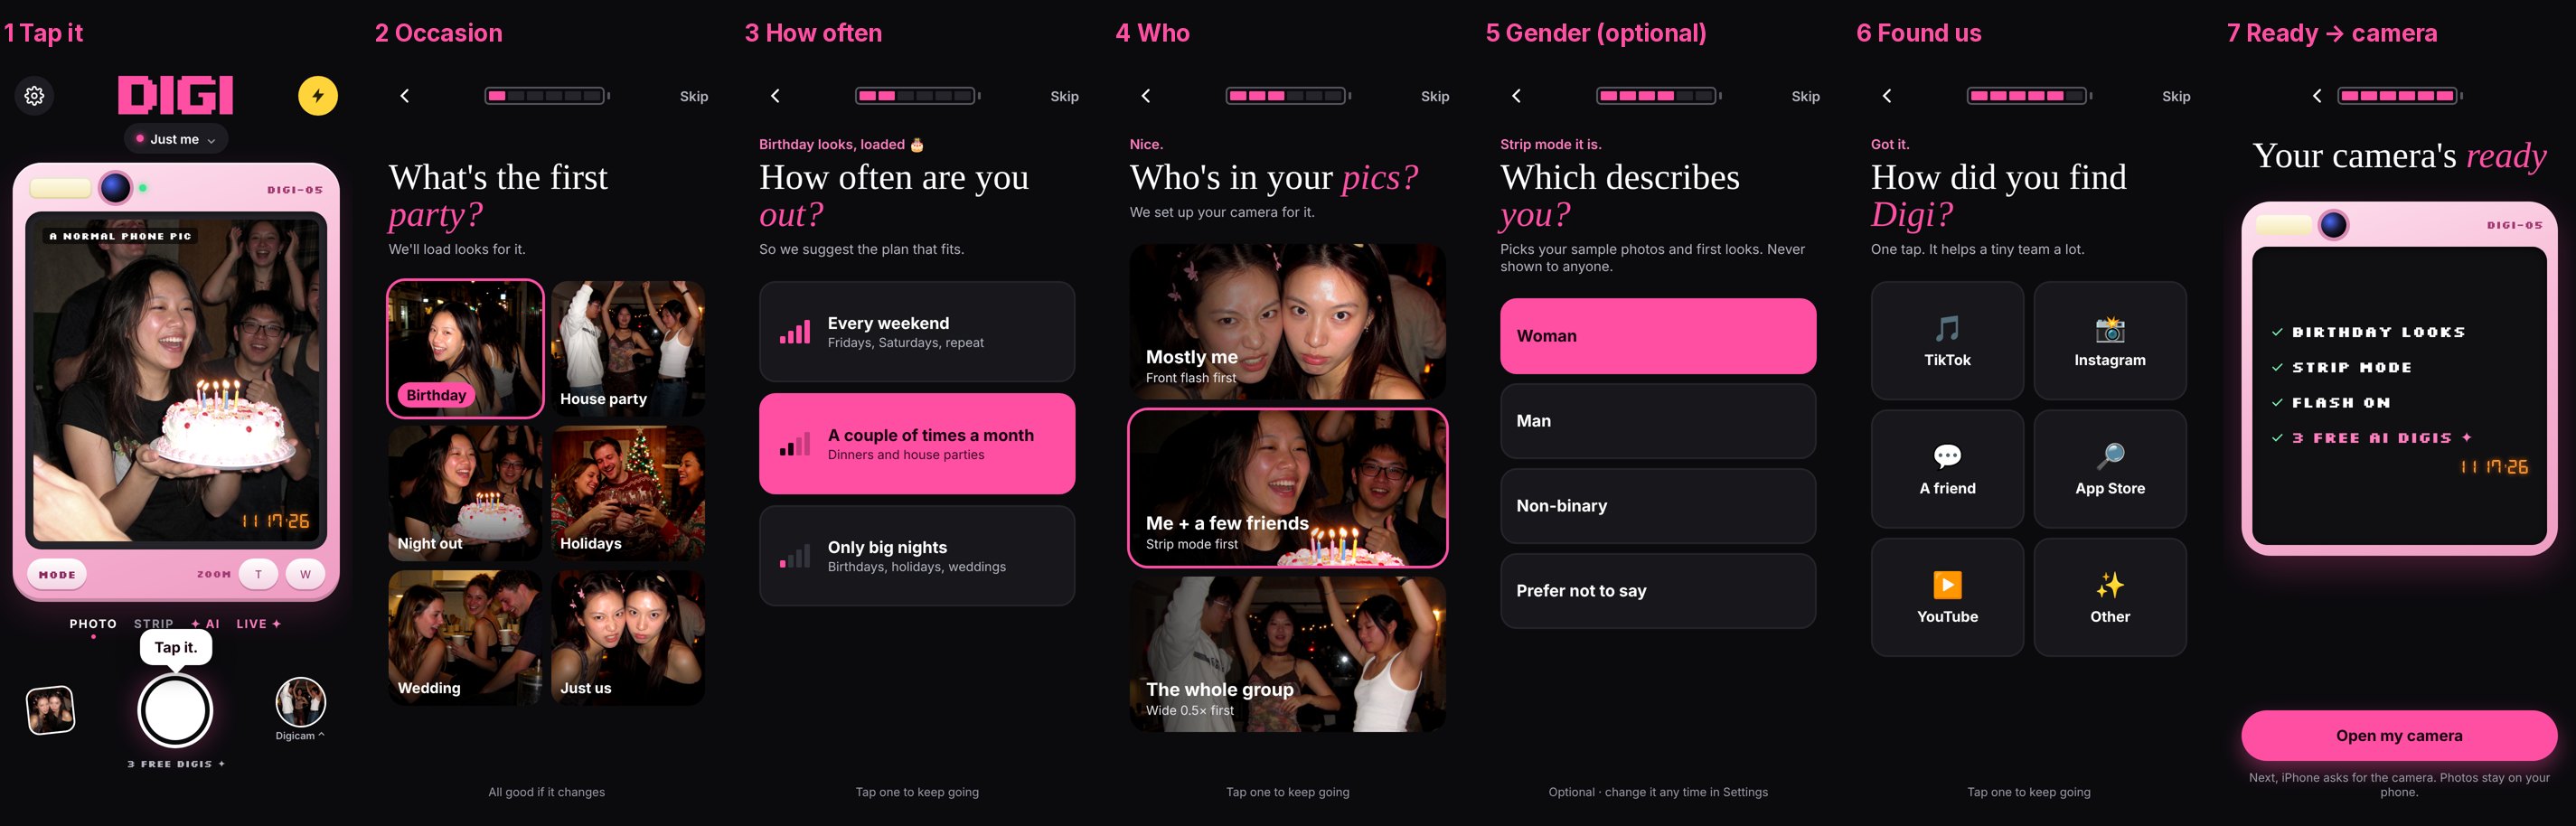 1 Tap it
DIGI
Just me
DIGI-05
A NORMAL PHONE PIC
11 17 '26
MODE
ZOOM T W
PHOTO STRIP ✦ AI LIVE ✦
Tap it.
Digicam
3 FREE DIGIS ✦
2 Occasion
Skip
What's the first
party?
We'll load looks for it.
Birthday
House party
Night out
Holidays
Wedding
Just us
All good if it changes
3 How often
Skip
Birthday looks, loaded 🎂
How often are you
out?
So we suggest the plan that fits.
Every weekend
Fridays, Saturdays, repeat
A couple of times a month
Dinners and house parties
Only big nights
Birthdays, holidays, weddings
Tap one to keep going
4 Who
Skip
Nice.
Who's in your pics?
We set up your camera for it.
Mostly me
Front flash first
Me + a few friends
Strip mode first
The whole group
Wide 0.5× first
Tap one to keep going
5 Gender (optional)
Skip
Strip mode it is.
Which describes
you?
Picks your sample photos and first looks. Never
shown to anyone.
Woman
Man
Non-binary
Prefer not to say
Optional · change it any time in Settings
6 Found us
Skip
Got it.
How did you find
Digi?
One tap. It helps a tiny team a lot.
TikTok
Instagram
A friend
App Store
YouTube
Other
Tap one to keep going
7 Ready → camera
Your camera's ready
DIGI-05
✓ BIRTHDAY LOOKS
✓ STRIP MODE
✓ FLASH ON
✓ 3 FREE AI DIGIS ✦
11 17 '26
Open my camera
Next, iPhone asks for the camera. Photos stay on your
phone.